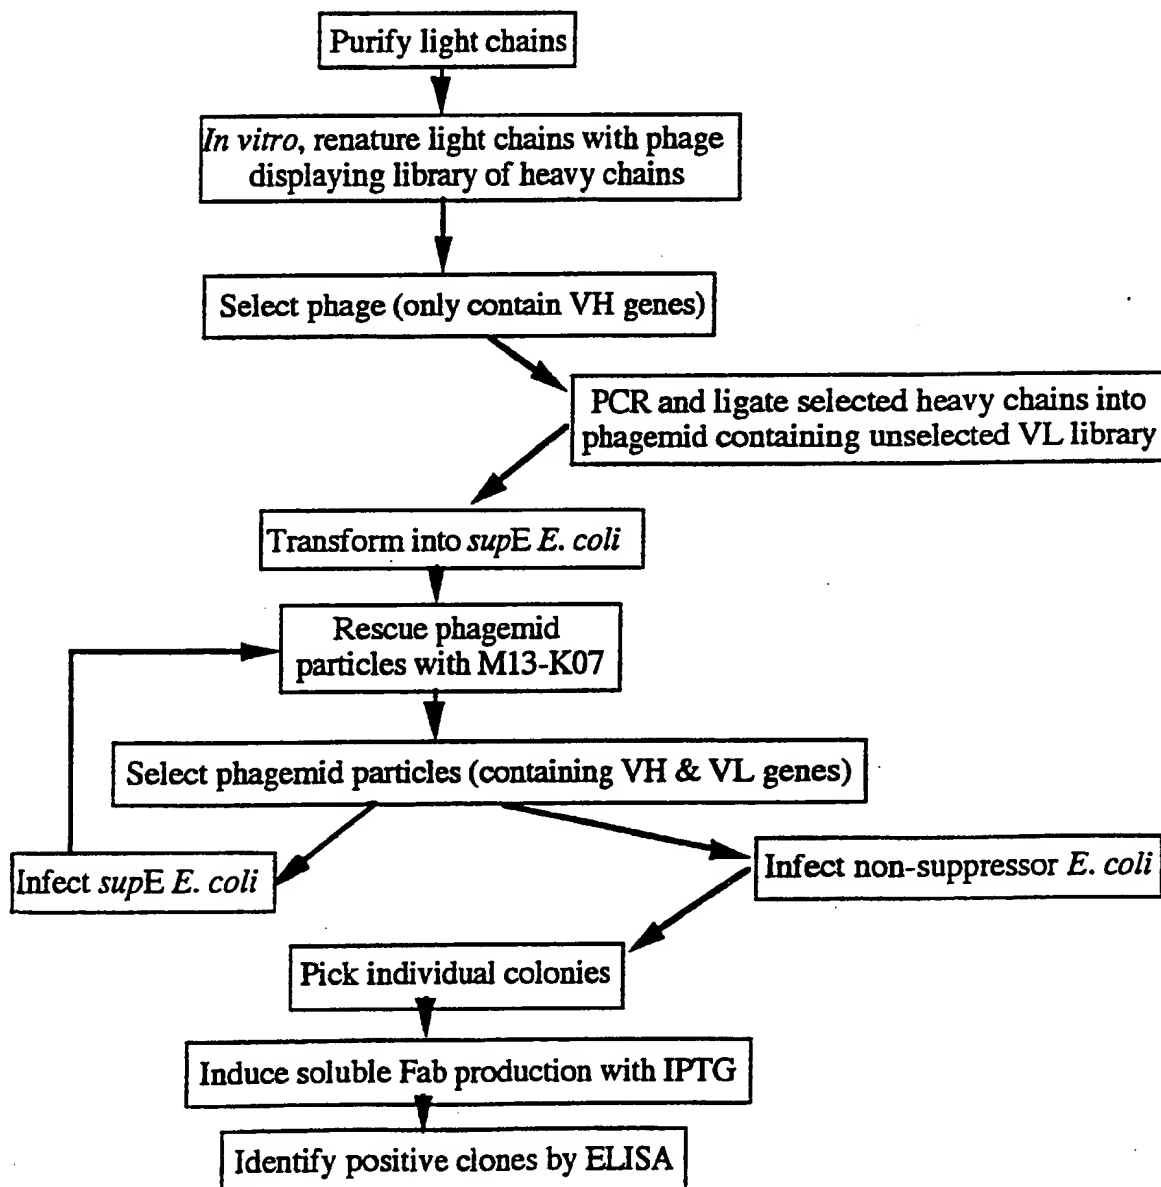 Purify light chains
In vitro, renature light chains with phage
displaying library of heavy chains
Select phage (only contain VH genes)
PCR and ligate selected heavy chains into
phagemid containing unselected VL library
Transform into supE E. coli
Rescue phagemid
particles with M13-K07
Select phagemid particles (containing VH & VL genes)
Infect supE E. coli
Infect non-suppressor E. coli
Pick individual colonies
Induce soluble Fab production with IPTG
Identify positive clones by ELISA